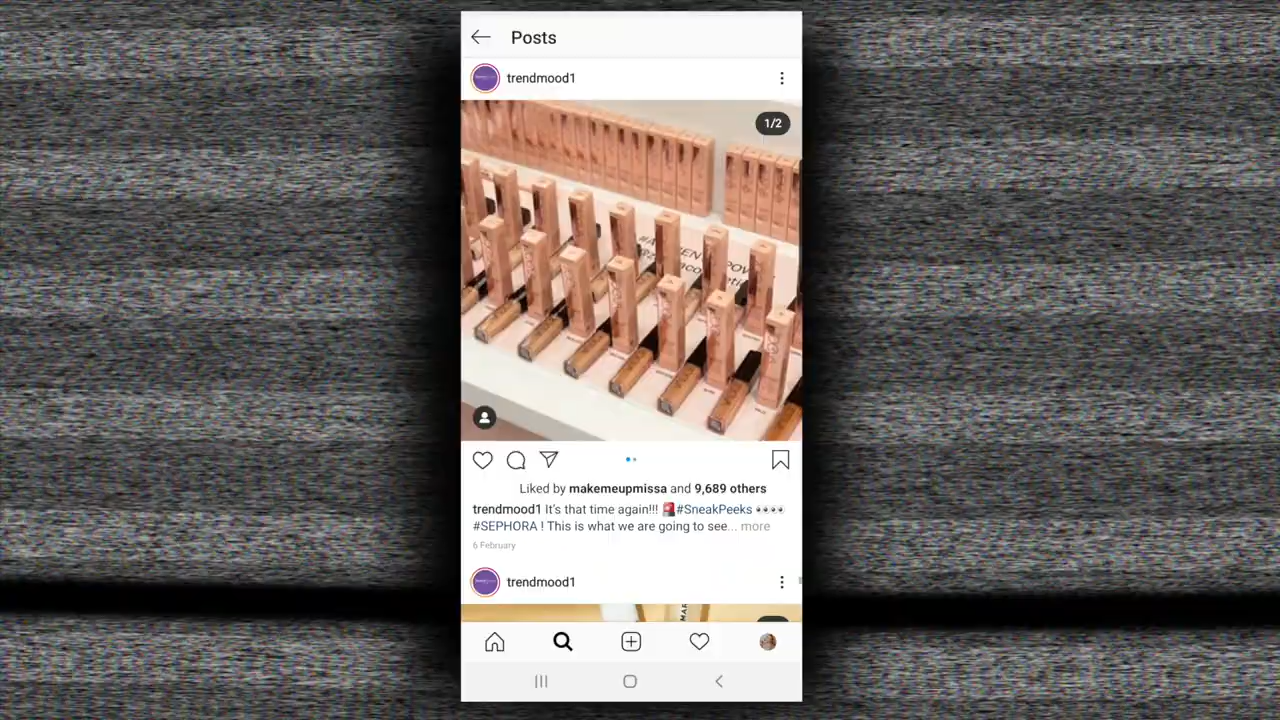 Posts
trendmood1
1/2
Liked by makemeupmissa and 9,689 others
trendmood1 It's that time again!!! 🚨#SneakPeeks 👀👀
#SEPHORA ! This is what we are going to see... more
6 February
trendmood1